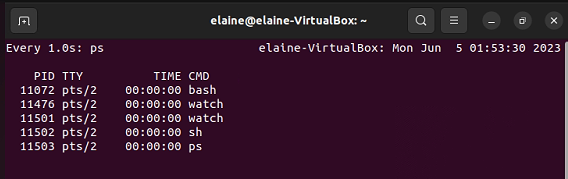 elaine@elaine-VirtualBox: ~
Every 1.0s: ps elaine-VirtualBox: Mon Jun  5 01:53:30 2023
PID TTY TIME CMD
11072 pts/2 00:00:00 bash
11476 pts/2 00:00:00 watch
11501 pts/2 00:00:00 watch
11502 pts/2 00:00:00 sh
11503 pts/2 00:00:00 ps